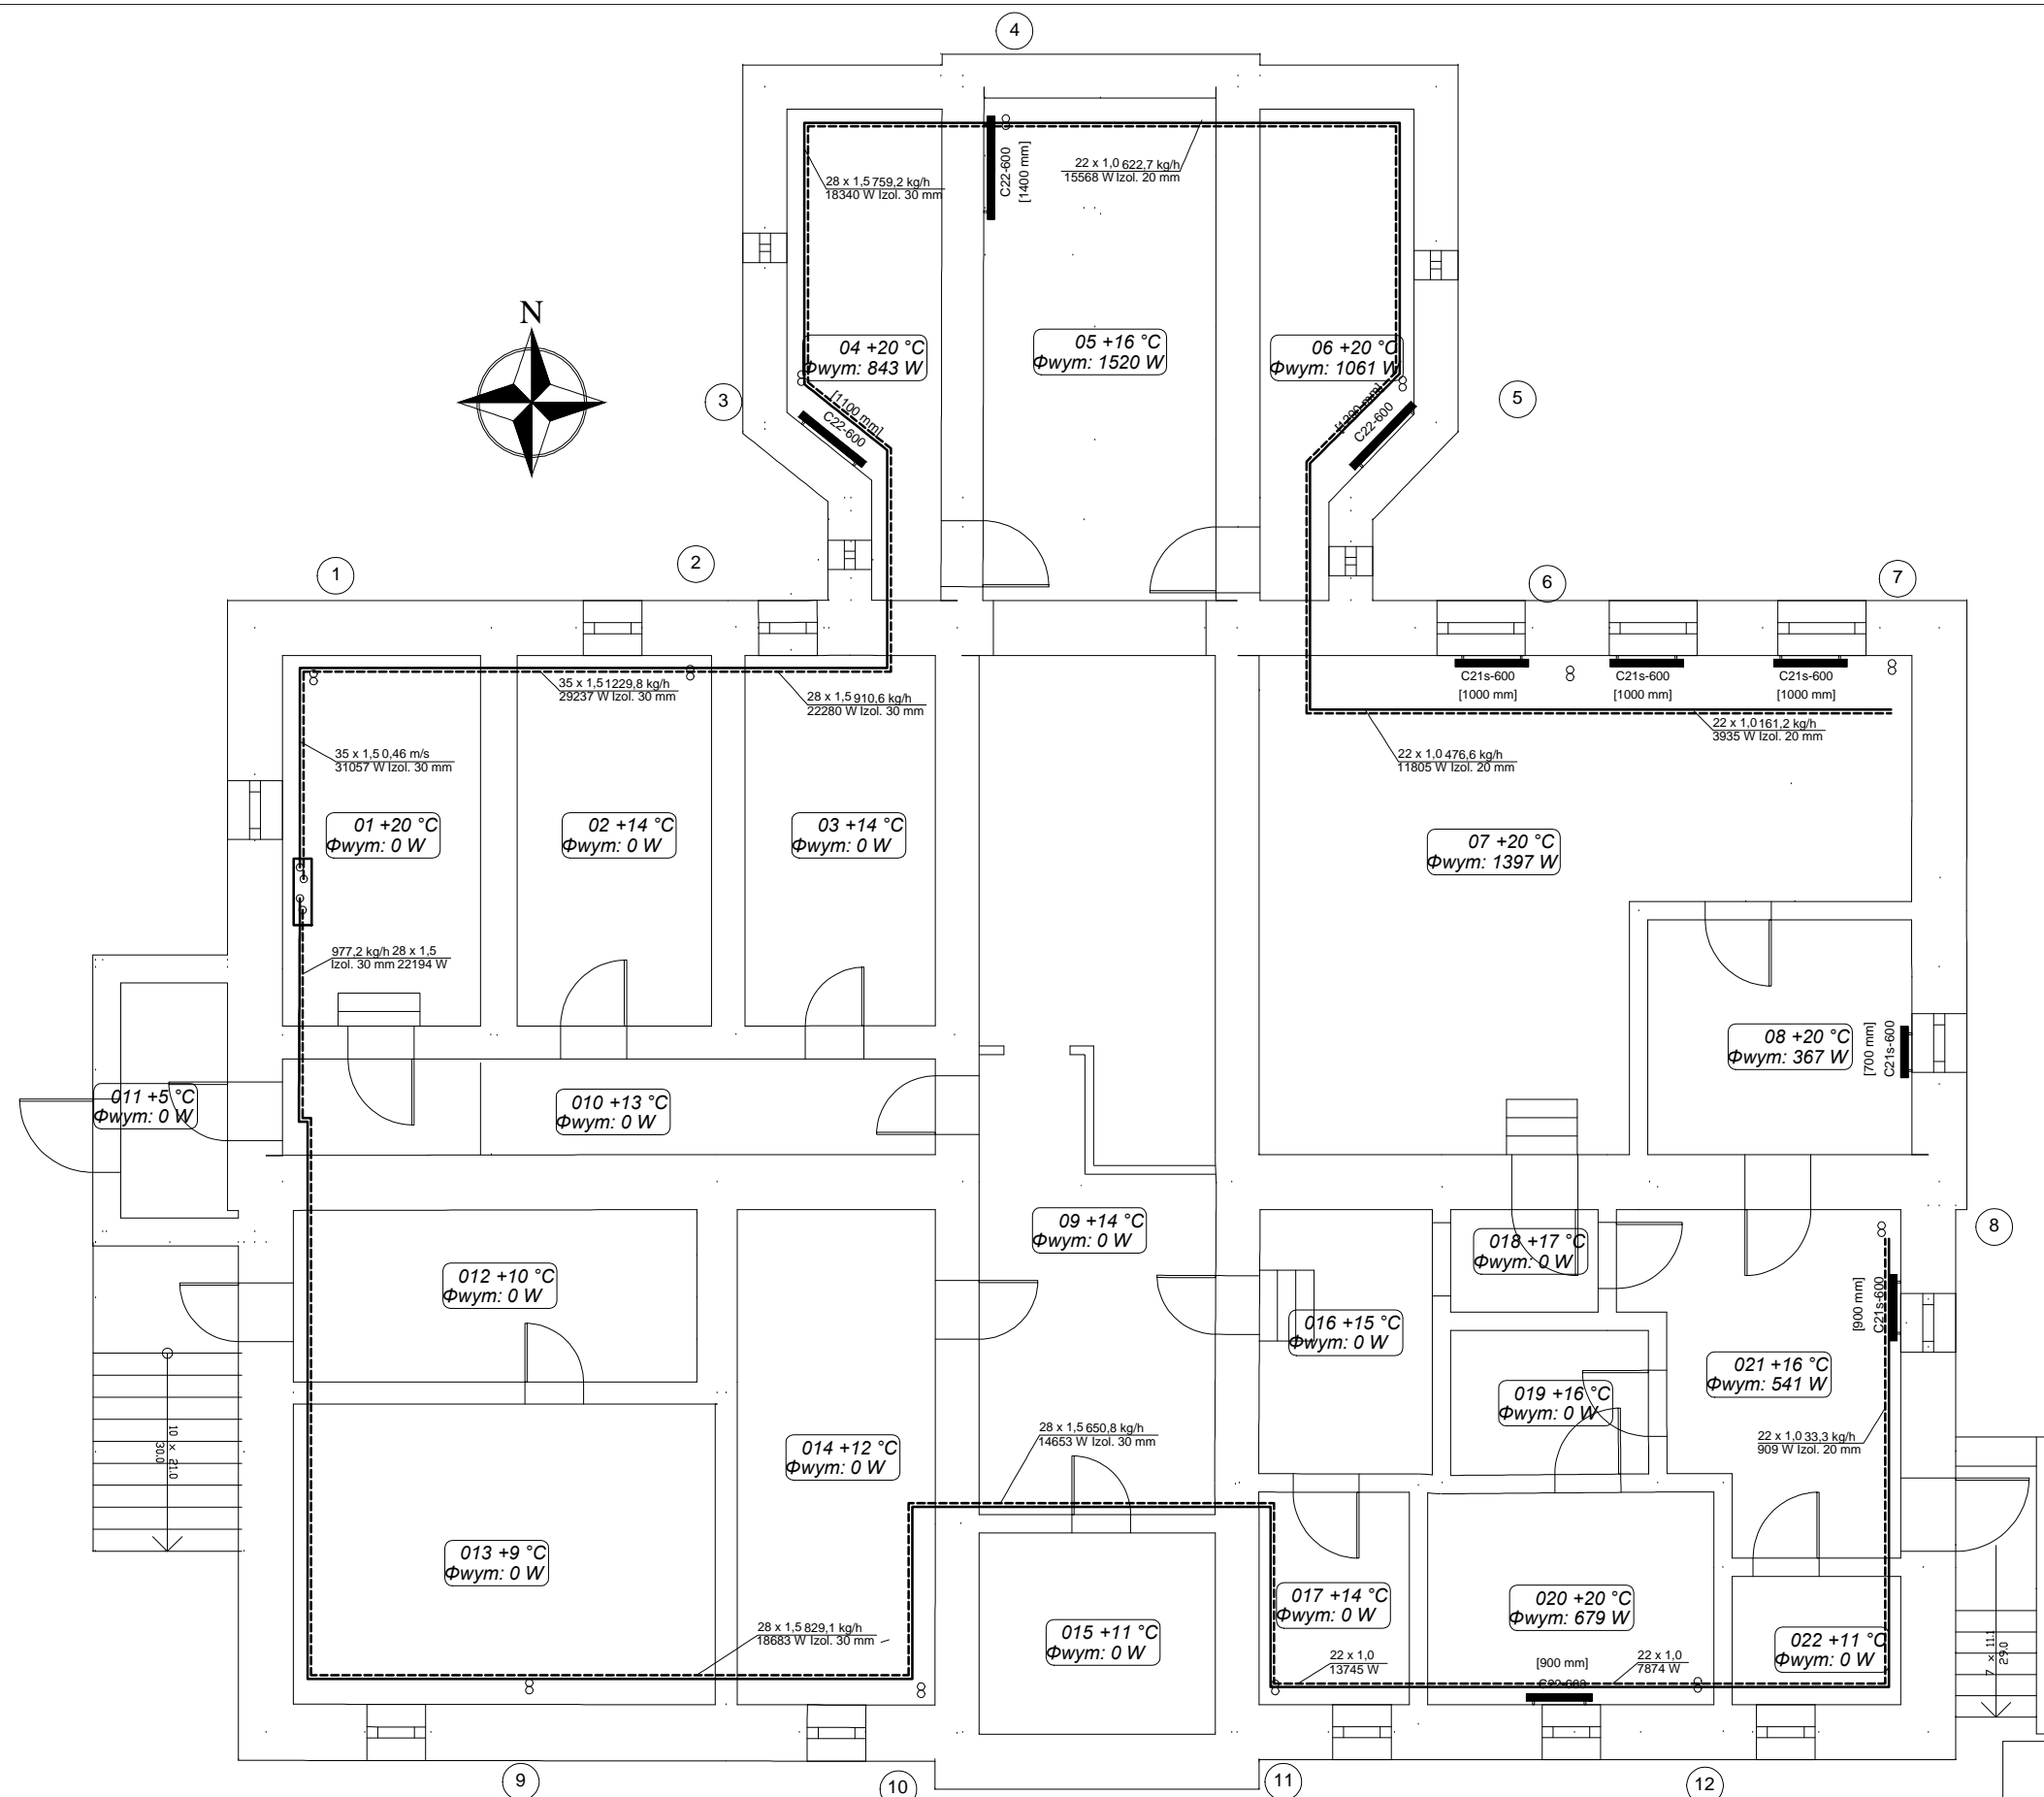 4
28 x 1,5 759,2 kg/h
18340 W Izol. 30 mm
C22-600
[1400 mm]
22 x 1,0 622,7 kg/h
15568 W Izol. 20 mm
N
04 +20 °C
Φwym: 843 W
05 +16 °C
Φwym: 1520 W
06 +20 °C
Φwym: 1061 W
3
[1100 mm]
C22-600
C22-600
5
1
2
6
7
35 x 1,5 1229,8 kg/h
29237 W Izol. 30 mm
28 x 1,5 910,6 kg/h
22280 W Izol. 30 mm
C21s-600
[1000 mm]
C21s-600
[1000 mm]
C21s-600
[1000 mm]
22 x 1,0 161,2 kg/h
3935 W Izol. 20 mm
35 x 1,5 0,46 m/s
31057 W Izol. 30 mm
22 x 1,0 476,6 kg/h
11805 W Izol. 20 mm
01 +20 °C
Φwym: 0 W
02 +14 °C
Φwym: 0 W
03 +14 °C
Φwym: 0 W
07 +20 °C
Φwym: 1397 W
977,2 kg/h 28 x 1,5
Izol. 30 mm 22194 W
08 +20 °C
Φwym: 367 W
[700 mm]
C21s-600
011 +5 °C
Φwym: 0 W
010 +13 °C
Φwym: 0 W
09 +14 °C
Φwym: 0 W
8
018 +17 °C
Φwym: 0 W
012 +10 °C
Φwym: 0 W
016 +15 °C
Φwym: 0 W
[900 mm]
C21s-600
021 +16 °C
Φwym: 541 W
019 +16 °C
Φwym: 0 W
10 x 21.0
30.0
014 +12 °C
Φwym: 0 W
28 x 1,5 650,8 kg/h
14653 W Izol. 30 mm
22 x 1,0 33,3 kg/h
909 W Izol. 20 mm
013 +9 °C
Φwym: 0 W
017 +14 °C
Φwym: 0 W
020 +20 °C
Φwym: 679 W
015 +11 °C
Φwym: 0 W
022 +11 °C
Φwym: 0 W
28 x 1,5 829,1 kg/h
18683 W Izol. 30 mm
22 x 1,0
13745 W
[900 mm]
C22-600
22 x 1,0
7874 W
4 x 11.1
29.0
9
10
11
12